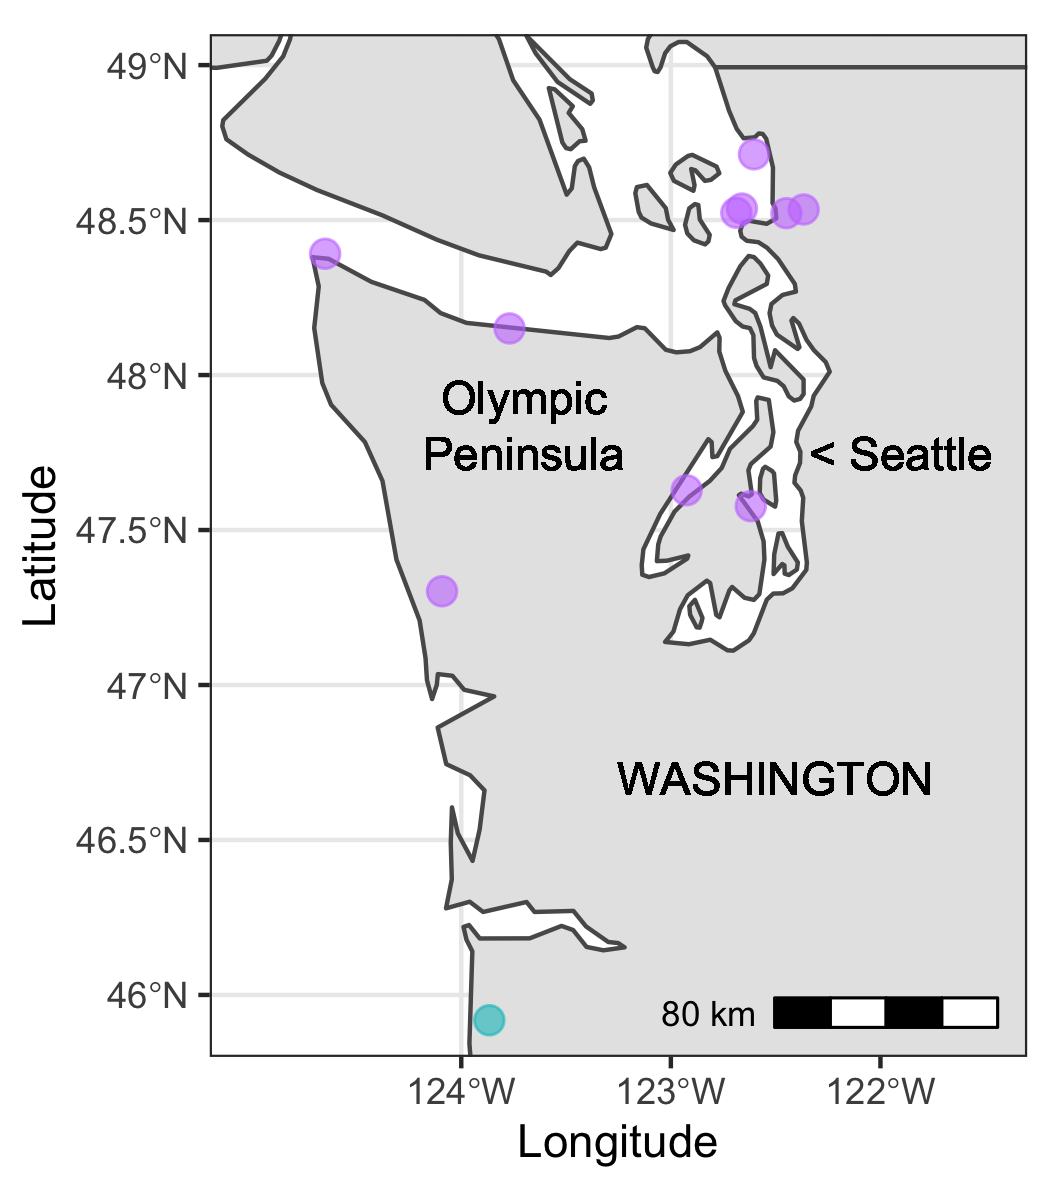 49°N
48.5°N
48°N
47.5°N
47°N
46.5°N
46°N
Latitude
Olympic
Peninsula
< Seattle
WASHINGTON
80 km
124°W 123°W 122°W
Longitude